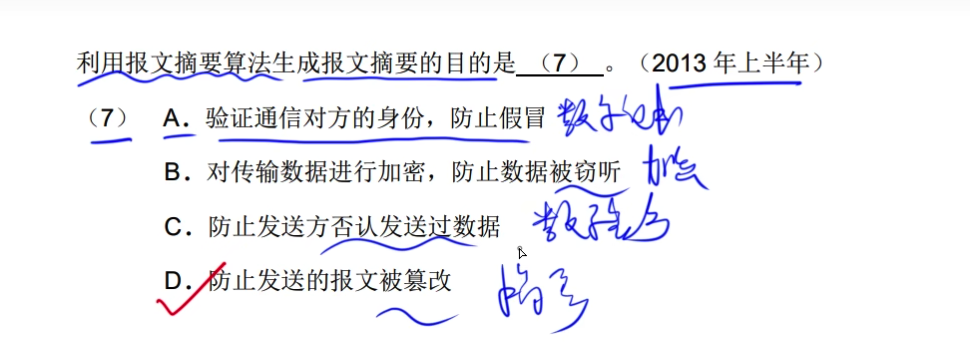 利用报文摘要算法生成报文摘要的目的是 （7） 。（2013 年上半年）
（7） A．验证通信对方的身份，防止假冒 数字证书
B．对传输数据进行加密，防止数据被窃听 加密
C．防止发送方否认发送过数据 数字签名
D．防止发送的报文被篡改 摘要